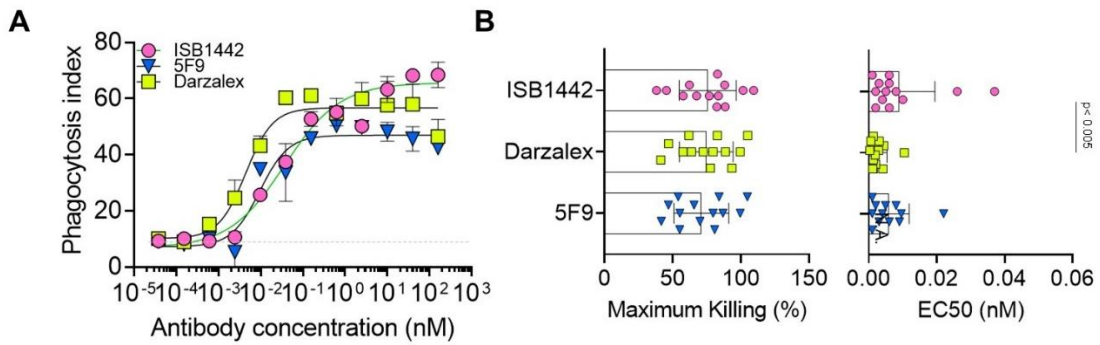 A
B
80
60
40
20
0
Phagocytosis index
ISB1442
5F9
Darzalex
10⁻⁵ 10⁻⁴ 10⁻³ 10⁻² 10⁻¹ 10⁰ 10¹ 10² 10³
Antibody concentration (nM)
ISB1442
Darzalex
5F9
0 50 100 150
Maximum Killing (%)
0.00 0.02 0.04 0.06
EC50 (nM)
p< 0.005